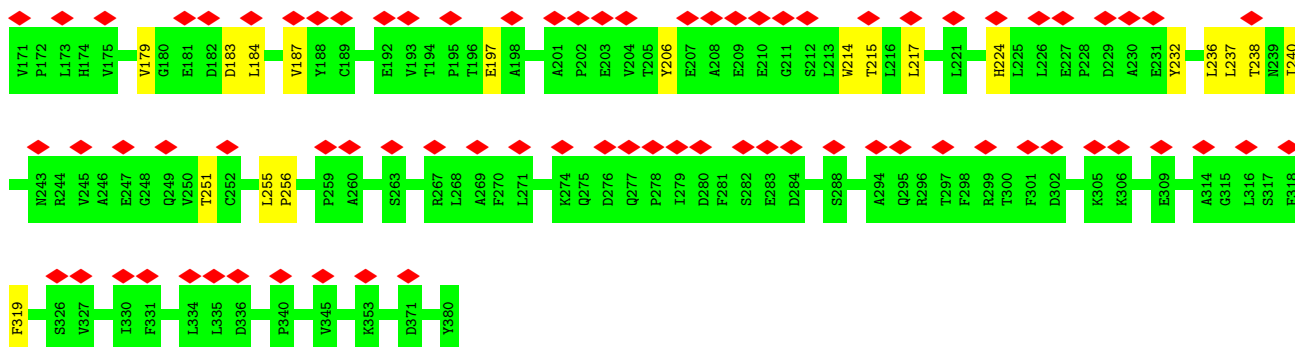 V171 P172 L173 H174 V175 V179 G180 E181 D182 D183 L184 V187 Y188 C189 E192 V193 T194 P195 T196 E197 A198 A201 P202 E203 V204 T205 Y206 E207 A208 E209 E210 G211 S212 L213 W214 T215 L216 L217 L221 H224 L225 L226 E227 P228 D229 A230 E231 Y232 L236 L237 T238 N239 I240
N243 R244 V245 A246 E247 G248 Q249 V250 T251 C252 L255 P256 P259 A260 S263 R267 L268 A269 F270 L271 K274 Q275 D276 Q277 P278 I279 D280 F281 S282 E283 D284 S288 A294 Q295 R296 T297 F298 R299 T300 F301 D302 K305 K306 E309 A314 G315 L316 S317 F318
F319 S326 V327 I330 F331 L334 L335 D336 P340 V345 K353 D371 Y380